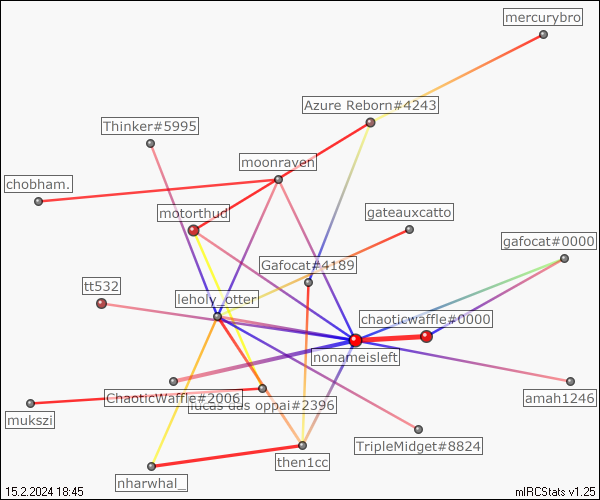 mercurybro
Azure Reborn#4243
Thinker#5995
moonraven
chobham.
motorthud
gateauxcatto
gafocat#0000
Gafocat#4189
tt532
leholy_otter
chaoticwaffle#0000
nonameisleft
ChaoticWaffle#2006
lucas das oppai#2396
amah1246
mukszi
TripleMidget#8824
then1cc
nharwhal_
15.2.2024 18:45
mIRCStats v1.25